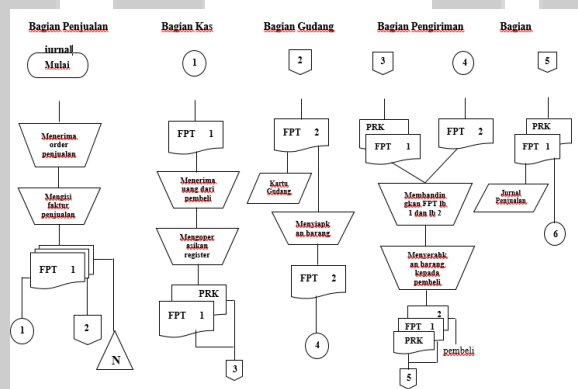 Bagian Penjualan
Bagian Kas
Bagian Gudang
Bagian Pengiriman
Bagian
jurnal
Mulai
1
2
3
4
5
Menerima
order
penjualan
Mengisi
faktur
penjualan
FPT 1
1
2
N
FPT 1
Menerima
uang dari
pembeli
Mengoper
asikan
register
PRK
FPT 1
3
FPT 2
Kartu
Gudang
Menyiapk
an barang
FPT 2
4
PRK
FPT 1
FPT 2
Membandin
gkan FPT lb
1 dan lb 2
Menyerahk
an barang
kepada
pembeli
2
FPT 1
PRK
pembeli
5
PRK
FPT 1
Jurnal
Penjualan
6